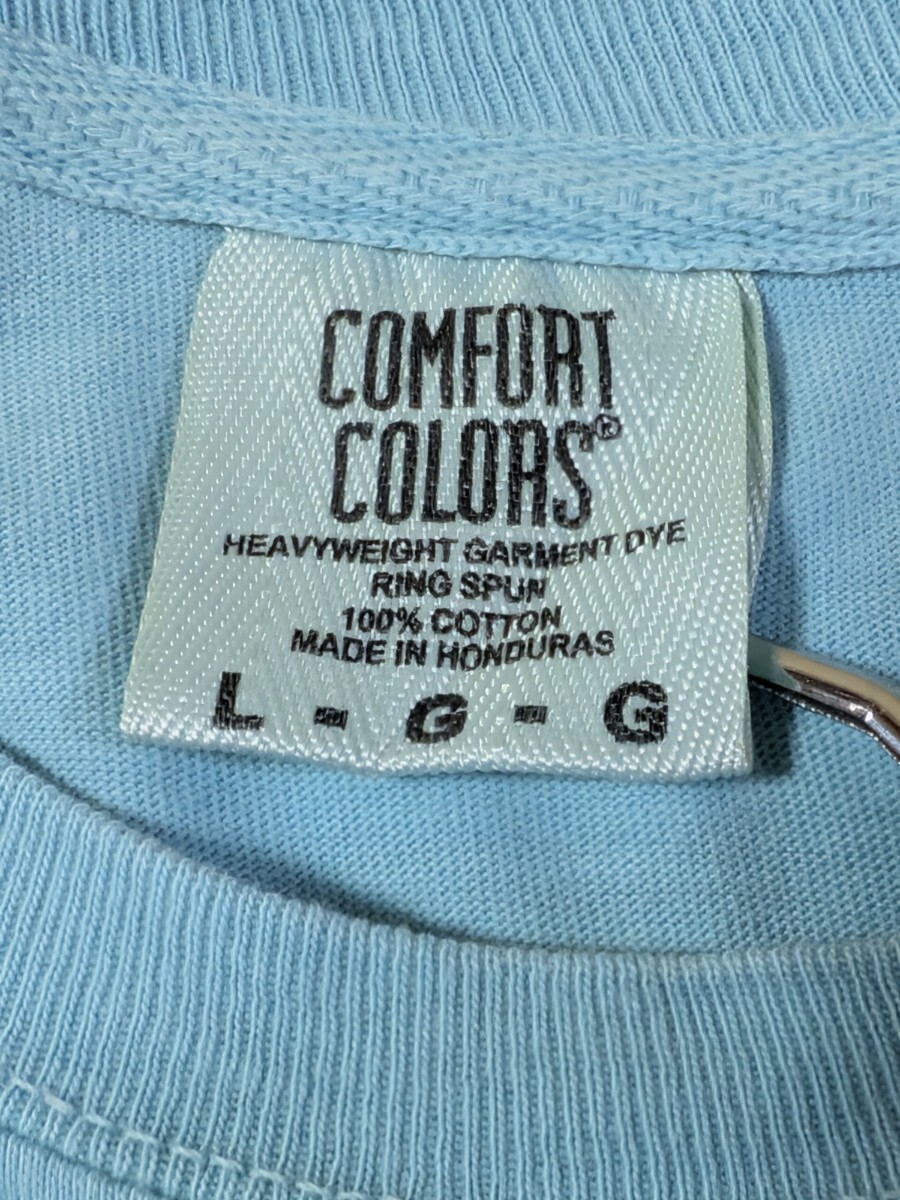 COMFORT
COLORS®
HEAVYWEIGHT GARMENT DYE
RING SPUN
100% COTTON
MADE IN HONDURAS
L - G - G